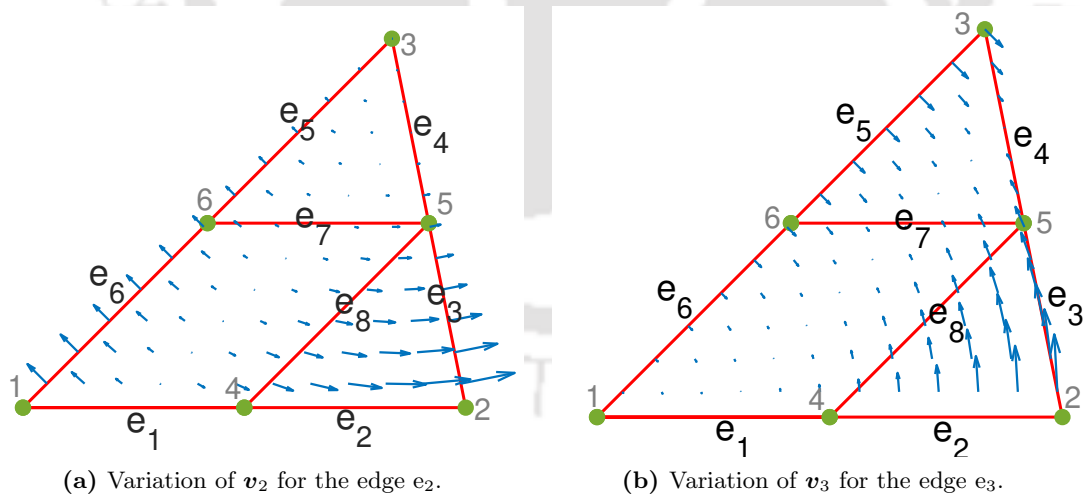 3
e5
e4
6
5
e7
e6
e3
e8
1
4
2
e1
e2
3
e5
e4
6
5
e7
e6
e3
e8
1
4
2
e1
e2
(a) Variation of v2 for the edge e2.
(b) Variation of v3 for the edge e3.